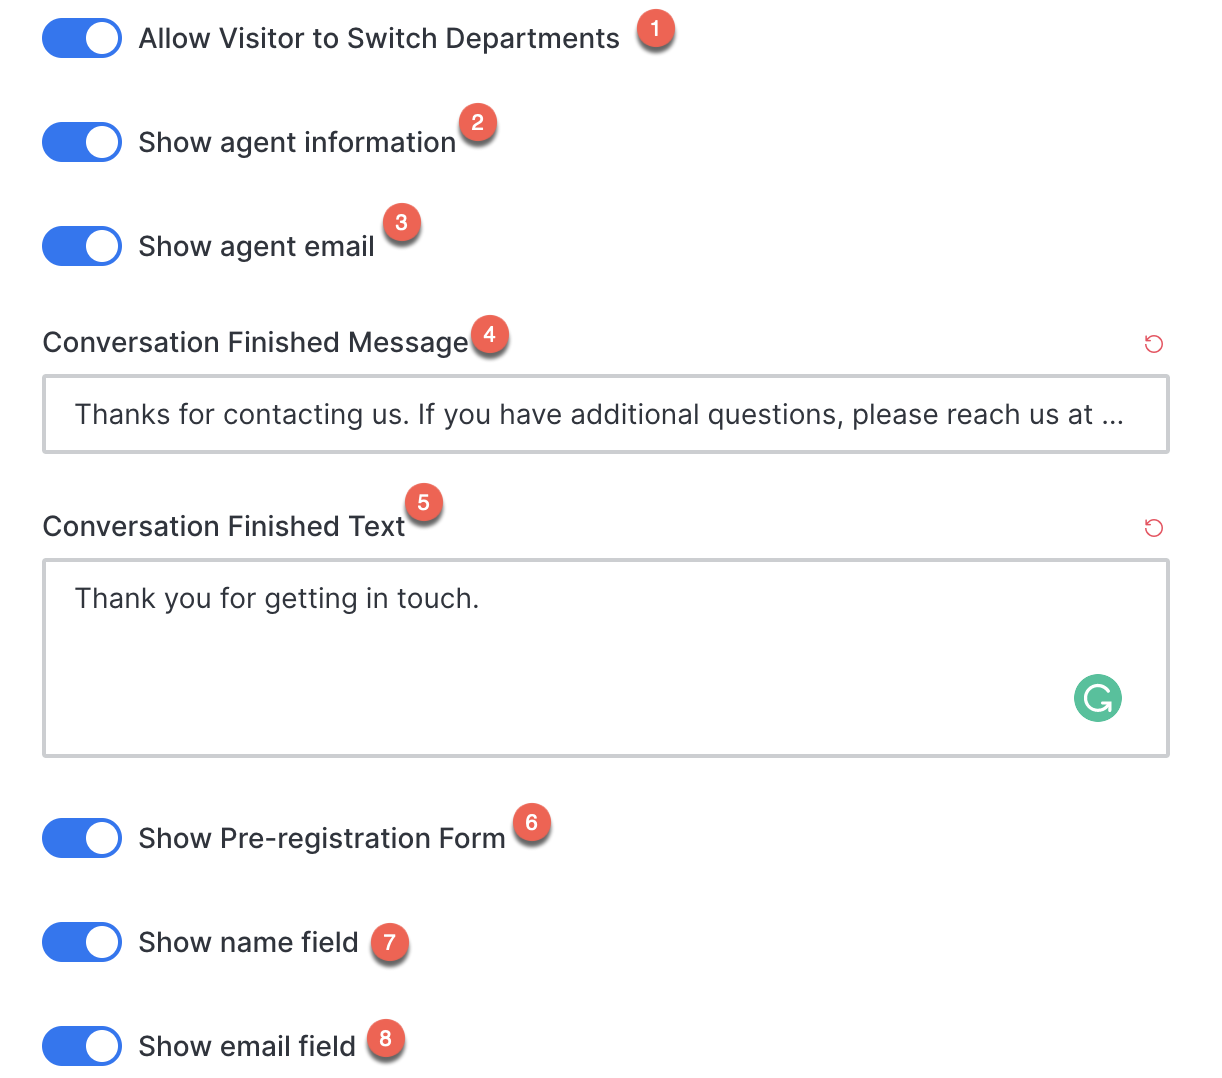 Allow Visitor to Switch Departments 1
Show agent information 2
Show agent email 3
Conversation Finished Message 4
Thanks for contacting us. If you have additional questions, please reach us at ...
Conversation Finished Text 5
Thank you for getting in touch.
G
Show Pre-registration Form 6
Show name field 7
Show email field 8